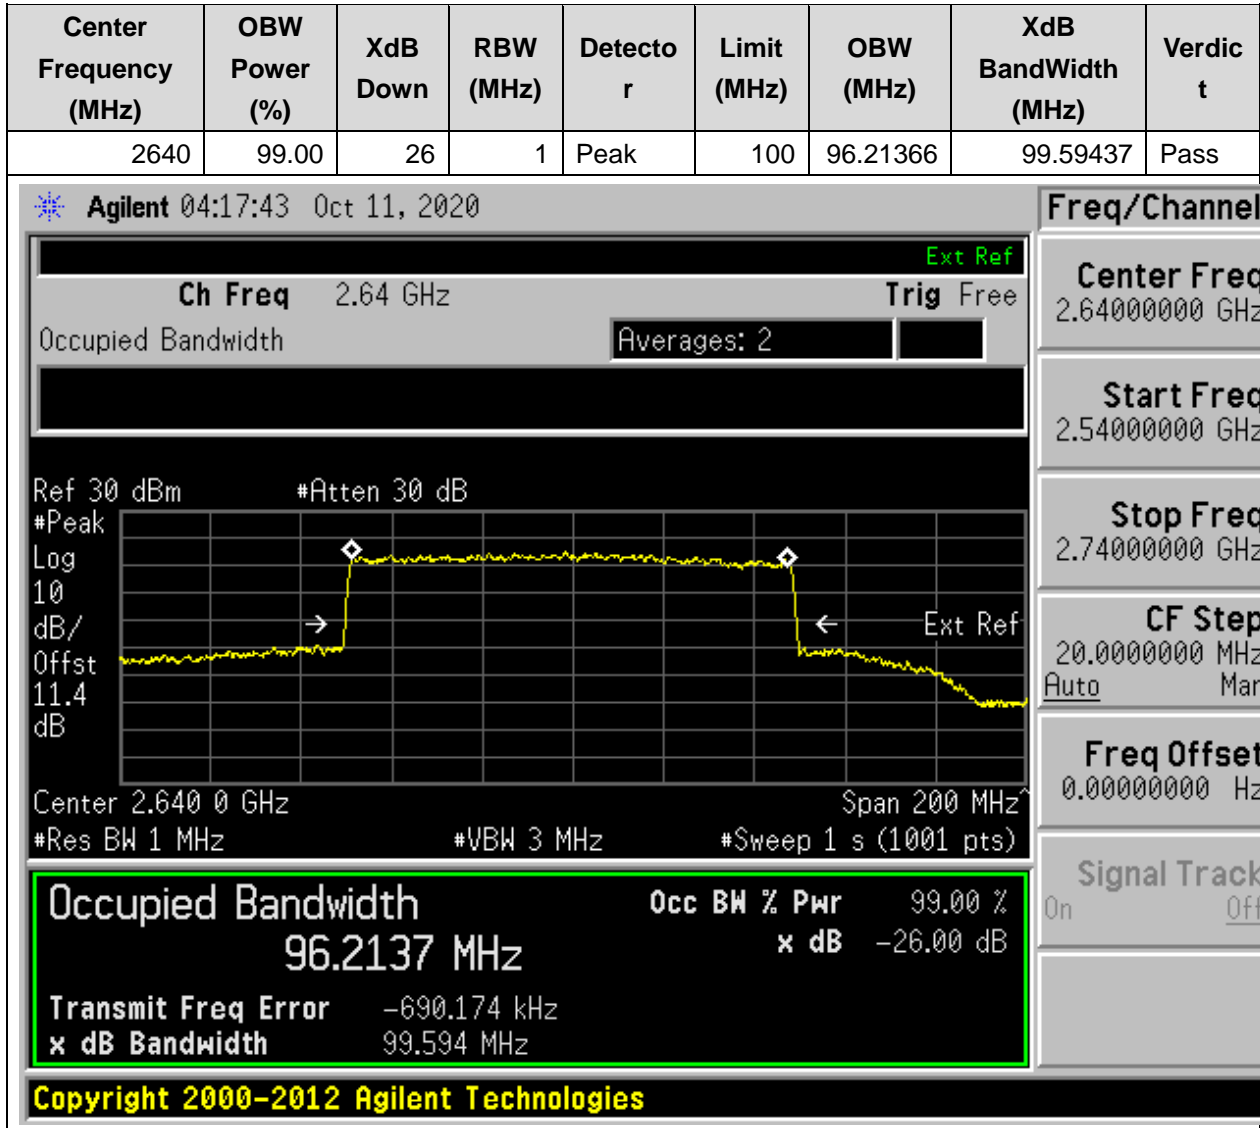 Center Frequency (MHz) OBW Power (%) XdB Down RBW (MHz) Detecto r Limit (MHz) OBW (MHz) XdB BandWidth (MHz) Verdic t
2640 99.00 26 1 Peak 100 96.21366 99.59437 Pass
Agilent 04:17:43 Oct 11, 2020
Freq/Channel
Ext Ref
Ch Freq 2.64 GHz Trig Free
Occupied Bandwidth Averages: 2
Center Freq
2.64000000 GHz
Start Freq
2.54000000 GHz
Stop Freq
2.74000000 GHz
CF Step
20.0000000 MHz
Auto Man
Freq Offset
0.00000000 Hz
Signal Track
On Off
Ref 30 dBm #Atten 30 dB
#Peak
Log
10
dB/
Offst
11.4
dB
→ ← Ext Ref
Center 2.640 0 GHz Span 200 MHz^
#Res BW 1 MHz #VBW 3 MHz #Sweep 1 s (1001 pts)
Occupied Bandwidth Occ BW % Pwr 99.00 %
96.2137 MHz x dB -26.00 dB
Transmit Freq Error -690.174 kHz
x dB Bandwidth 99.594 MHz
Copyright 2000-2012 Agilent Technologies